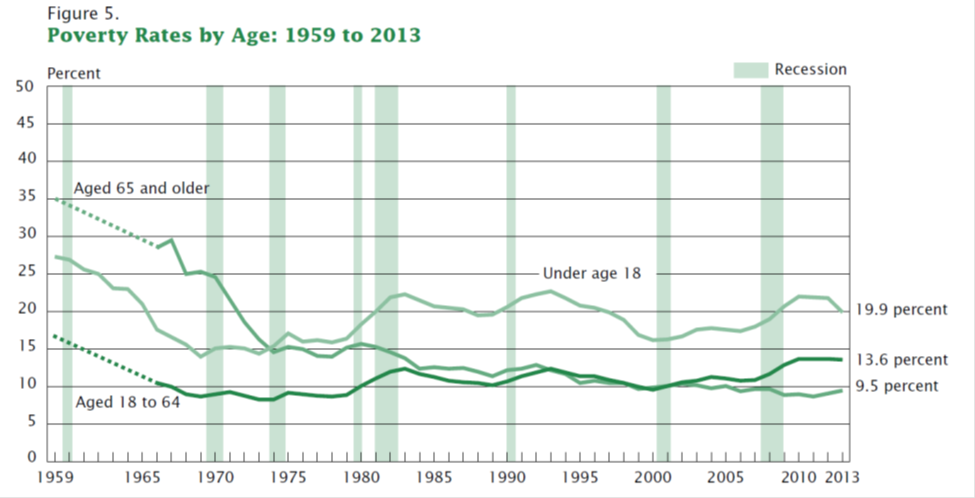 Figure 5.
Poverty Rates by Age: 1959 to 2013
Percent
Recession
50
45
40
35
30
25
20
15
10
5
0
Aged 65 and older
Under age 18
Aged 18 to 64
19.9 percent
13.6 percent
9.5 percent
1959 1965 1970 1975 1980 1985 1990 1995 2000 2005 2010 2013